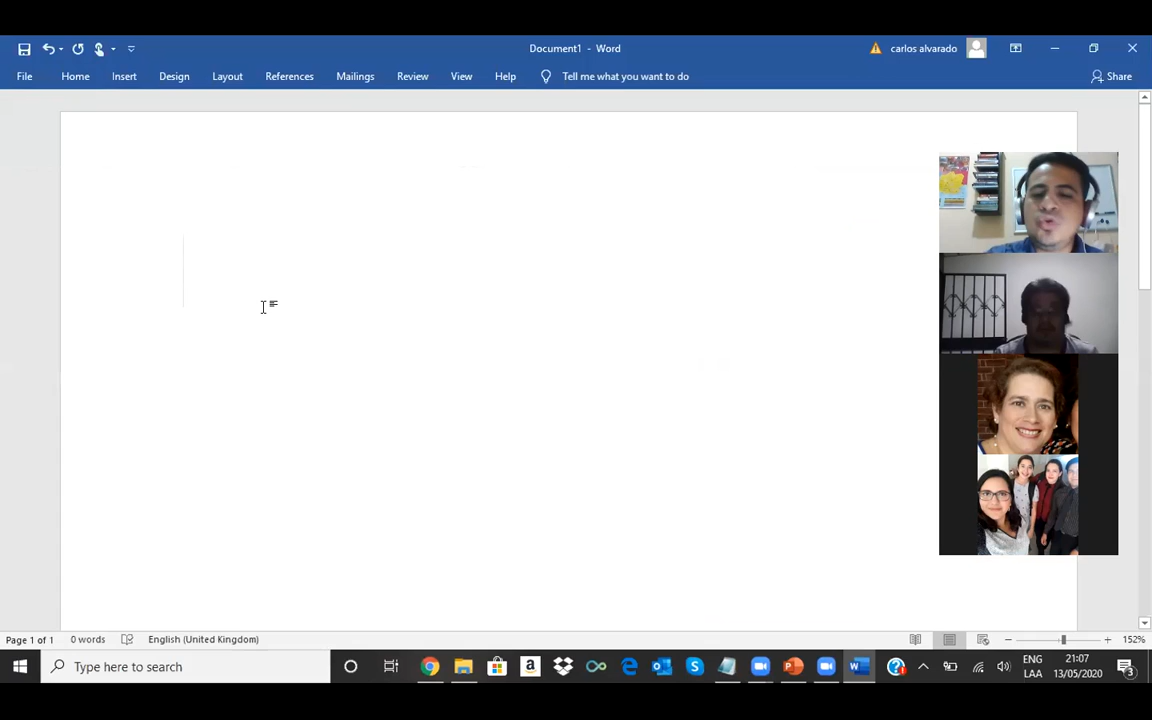 Document1 - Word
carlos alvarado
File Home Insert Design Layout References Mailings Review View Help Tell me what you want to do Share
Page 1 of 1 0 words English (United Kingdom) 152%
Type here to search
ENG 21:07
LAA 13/05/2020
3